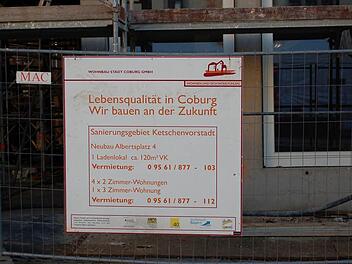 WOHNBAU STADT COBURG GMBH
MAC
Lebensqualität in Coburg
Wir bauen an der Zukunft
Sanierungsgebiet Ketschenvorstadt
Neubau Albertsplatz 4
1 Ladenlokal ca. 120m² VK
Vermietung: 0 95 61 / 877 - 103
4 x 2 Zimmer-Wohnungen
1 x 3 Zimmer-Wohnung
Vermietung: 0 95 61 / 877 - 112